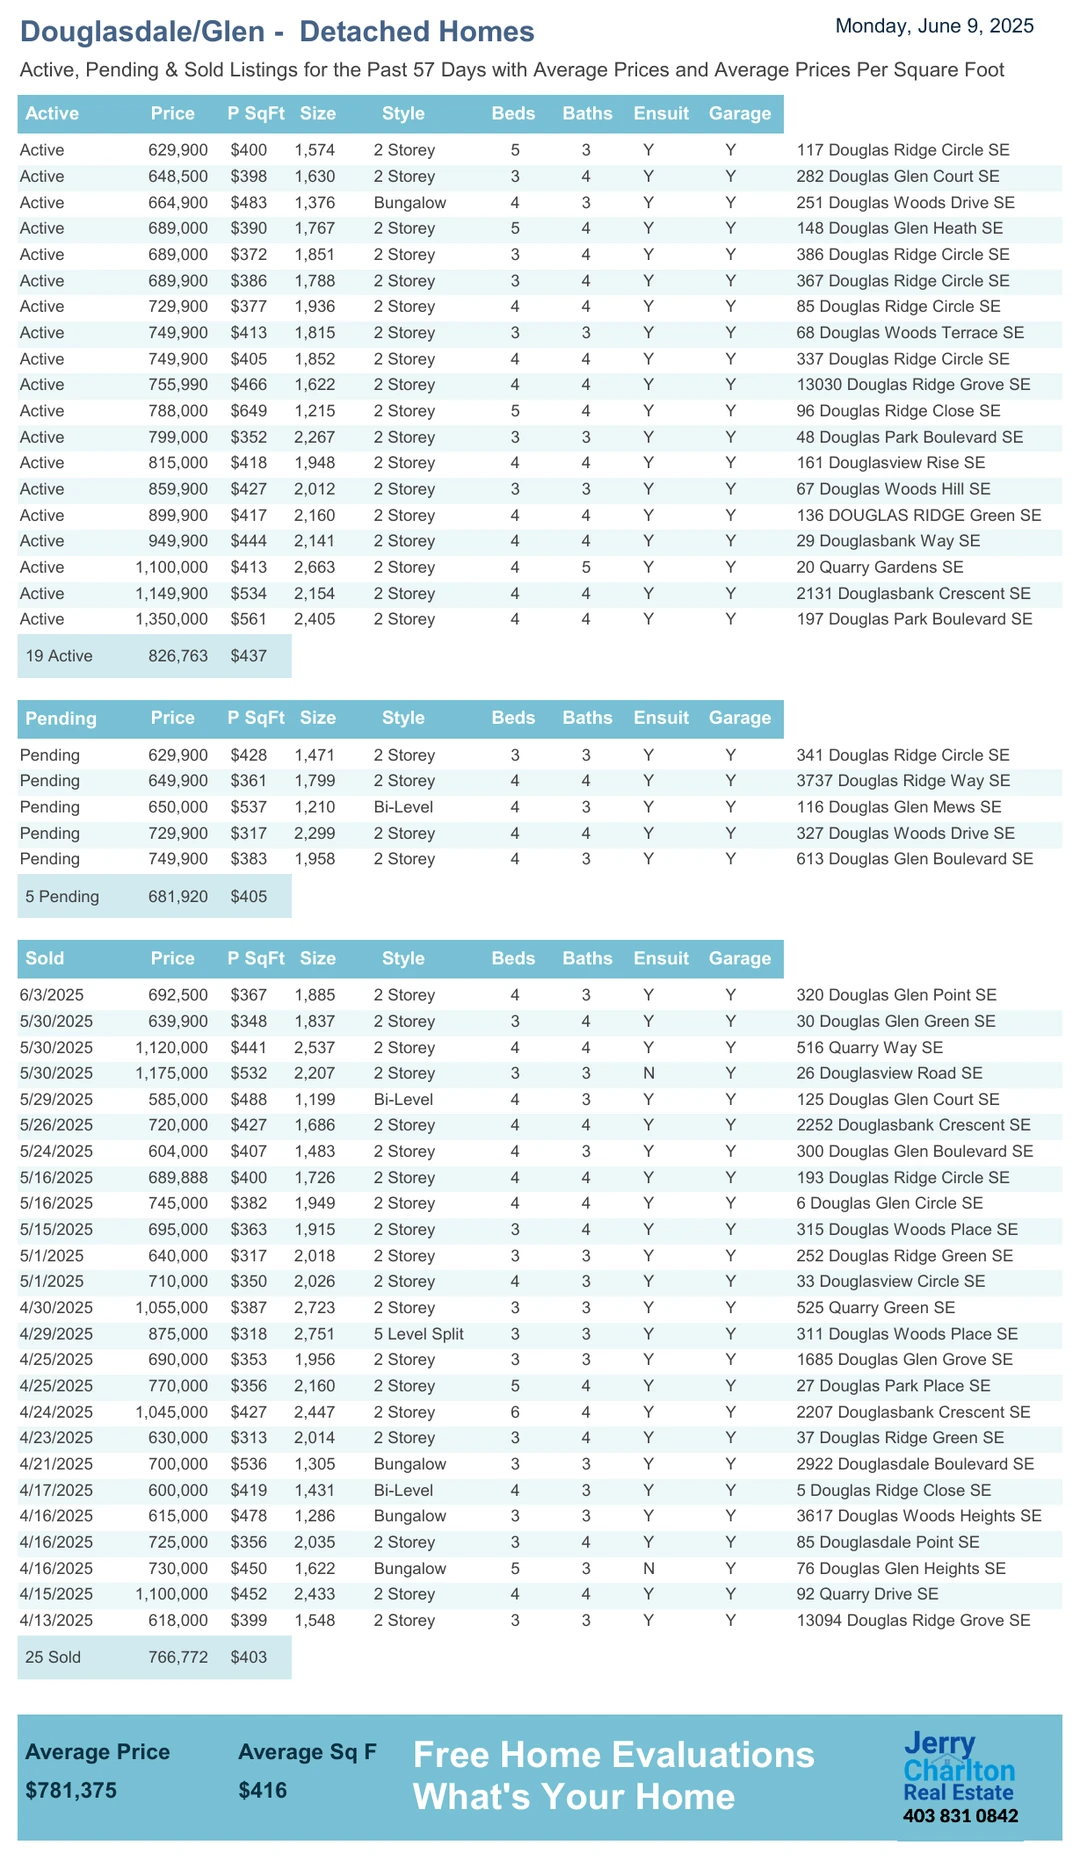 Douglasdale/Glen - Detached Homes
Monday, June 9, 2025
Active, Pending & Sold Listings for the Past 57 Days with Average Prices and Average Prices Per Square Foot
Active Price P SqFt Size Style Beds Baths Ensuit Garage
Active 629,900 $400 1,574 2 Storey 5 3 Y Y 117 Douglas Ridge Circle SE
Active 648,500 $398 1,630 2 Storey 3 4 Y Y 282 Douglas Glen Court SE
Active 664,900 $483 1,376 Bungalow 4 3 Y Y 251 Douglas Woods Drive SE
Active 689,000 $390 1,767 2 Storey 5 4 Y Y 148 Douglas Glen Heath SE
Active 689,000 $372 1,851 2 Storey 3 4 Y Y 386 Douglas Ridge Circle SE
Active 689,900 $386 1,788 2 Storey 3 4 Y Y 367 Douglas Ridge Circle SE
Active 729,900 $377 1,936 2 Storey 4 4 Y Y 85 Douglas Ridge Circle SE
Active 749,900 $413 1,815 2 Storey 3 3 Y Y 68 Douglas Woods Terrace SE
Active 749,900 $405 1,852 2 Storey 4 4 Y Y 337 Douglas Ridge Circle SE
Active 755,990 $466 1,622 2 Storey 4 4 Y Y 13030 Douglas Ridge Grove SE
Active 788,000 $649 1,215 2 Storey 5 4 Y Y 96 Douglas Ridge Close SE
Active 799,000 $352 2,267 2 Storey 3 3 Y Y 48 Douglas Park Boulevard SE
Active 815,000 $418 1,948 2 Storey 4 4 Y Y 161 Douglasview Rise SE
Active 859,900 $427 2,012 2 Storey 3 3 Y Y 67 Douglas Woods Hill SE
Active 899,900 $417 2,160 2 Storey 4 4 Y Y 136 DOUGLAS RIDGE Green SE
Active 949,900 $444 2,141 2 Storey 4 4 Y Y 29 Douglasbank Way SE
Active 1,100,000 $413 2,663 2 Storey 4 5 Y Y 20 Quarry Gardens SE
Active 1,149,900 $534 2,154 2 Storey 4 4 Y Y 2131 Douglasbank Crescent SE
Active 1,350,000 $561 2,405 2 Storey 4 4 Y Y 197 Douglas Park Boulevard SE
19 Active 826,763 $437
Pending Price P SqFt Size Style Beds Baths Ensuit Garage
Pending 629,900 $428 1,471 2 Storey 3 3 Y Y 341 Douglas Ridge Circle SE
Pending 649,900 $361 1,799 2 Storey 4 4 Y Y 3737 Douglas Ridge Way SE
Pending 650,000 $537 1,210 Bi-Level 4 3 Y Y 116 Douglas Glen Mews SE
Pending 729,900 $317 2,299 2 Storey 4 4 Y Y 327 Douglas Woods Drive SE
Pending 749,900 $383 1,958 2 Storey 4 3 Y Y 613 Douglas Glen Boulevard SE
5 Pending 681,920 $405
Sold Price P SqFt Size Style Beds Baths Ensuit Garage
6/3/2025 692,500 $367 1,885 2 Storey 4 3 Y Y 320 Douglas Glen Point SE
5/30/2025 639,900 $348 1,837 2 Storey 3 4 Y Y 30 Douglas Glen Green SE
5/30/2025 1,120,000 $441 2,537 2 Storey 4 4 Y Y 516 Quarry Way SE
5/30/2025 1,175,000 $532 2,207 2 Storey 3 3 N Y 26 Douglasview Road SE
5/29/2025 585,000 $488 1,199 Bi-Level 4 3 Y Y 125 Douglas Glen Court SE
5/26/2025 720,000 $427 1,686 2 Storey 4 4 Y Y 2252 Douglasbank Crescent SE
5/24/2025 604,000 $407 1,483 2 Storey 4 3 Y Y 300 Douglas Glen Boulevard SE
5/16/2025 689,888 $400 1,726 2 Storey 4 4 Y Y 193 Douglas Ridge Circle SE
5/16/2025 745,000 $382 1,949 2 Storey 4 4 Y Y 6 Douglas Glen Circle SE
5/15/2025 695,000 $363 1,915 2 Storey 3 4 Y Y 315 Douglas Woods Place SE
5/1/2025 640,000 $317 2,018 2 Storey 3 3 Y Y 252 Douglas Ridge Green SE
5/1/2025 710,000 $350 2,026 2 Storey 4 3 Y Y 33 Douglasview Circle SE
4/30/2025 1,055,000 $387 2,723 2 Storey 3 3 Y Y 525 Quarry Green SE
4/29/2025 875,000 $318 2,751 5 Level Split 3 3 Y Y 311 Douglas Woods Place SE
4/25/2025 690,000 $353 1,956 2 Storey 3 3 Y Y 1685 Douglas Glen Grove SE
4/25/2025 770,000 $356 2,160 2 Storey 5 4 Y Y 27 Douglas Park Place SE
4/24/2025 1,045,000 $427 2,447 2 Storey 6 4 Y Y 2207 Douglasbank Crescent SE
4/23/2025 630,000 $313 2,014 2 Storey 3 4 Y Y 37 Douglas Ridge Green SE
4/21/2025 700,000 $536 1,305 Bungalow 3 3 Y Y 2922 Douglasdale Boulevard SE
4/17/2025 600,000 $419 1,431 Bi-Level 4 3 Y Y 5 Douglas Ridge Close SE
4/16/2025 615,000 $478 1,286 Bungalow 3 3 Y Y 3617 Douglas Woods Heights SE
4/16/2025 725,000 $356 2,035 2 Storey 3 4 Y Y 85 Douglasdale Point SE
4/16/2025 730,000 $450 1,622 Bungalow 5 3 N Y 76 Douglas Glen Heights SE
4/15/2025 1,100,000 $452 2,433 2 Storey 4 4 Y Y 92 Quarry Drive SE
4/13/2025 618,000 $399 1,548 2 Storey 3 3 Y Y 13094 Douglas Ridge Grove SE
25 Sold 766,772 $403
Average Price Average Sq F
$781,375 $416
Free Home Evaluations
What's Your Home
Jerry
Charlton
Real Estate
403 831 0842